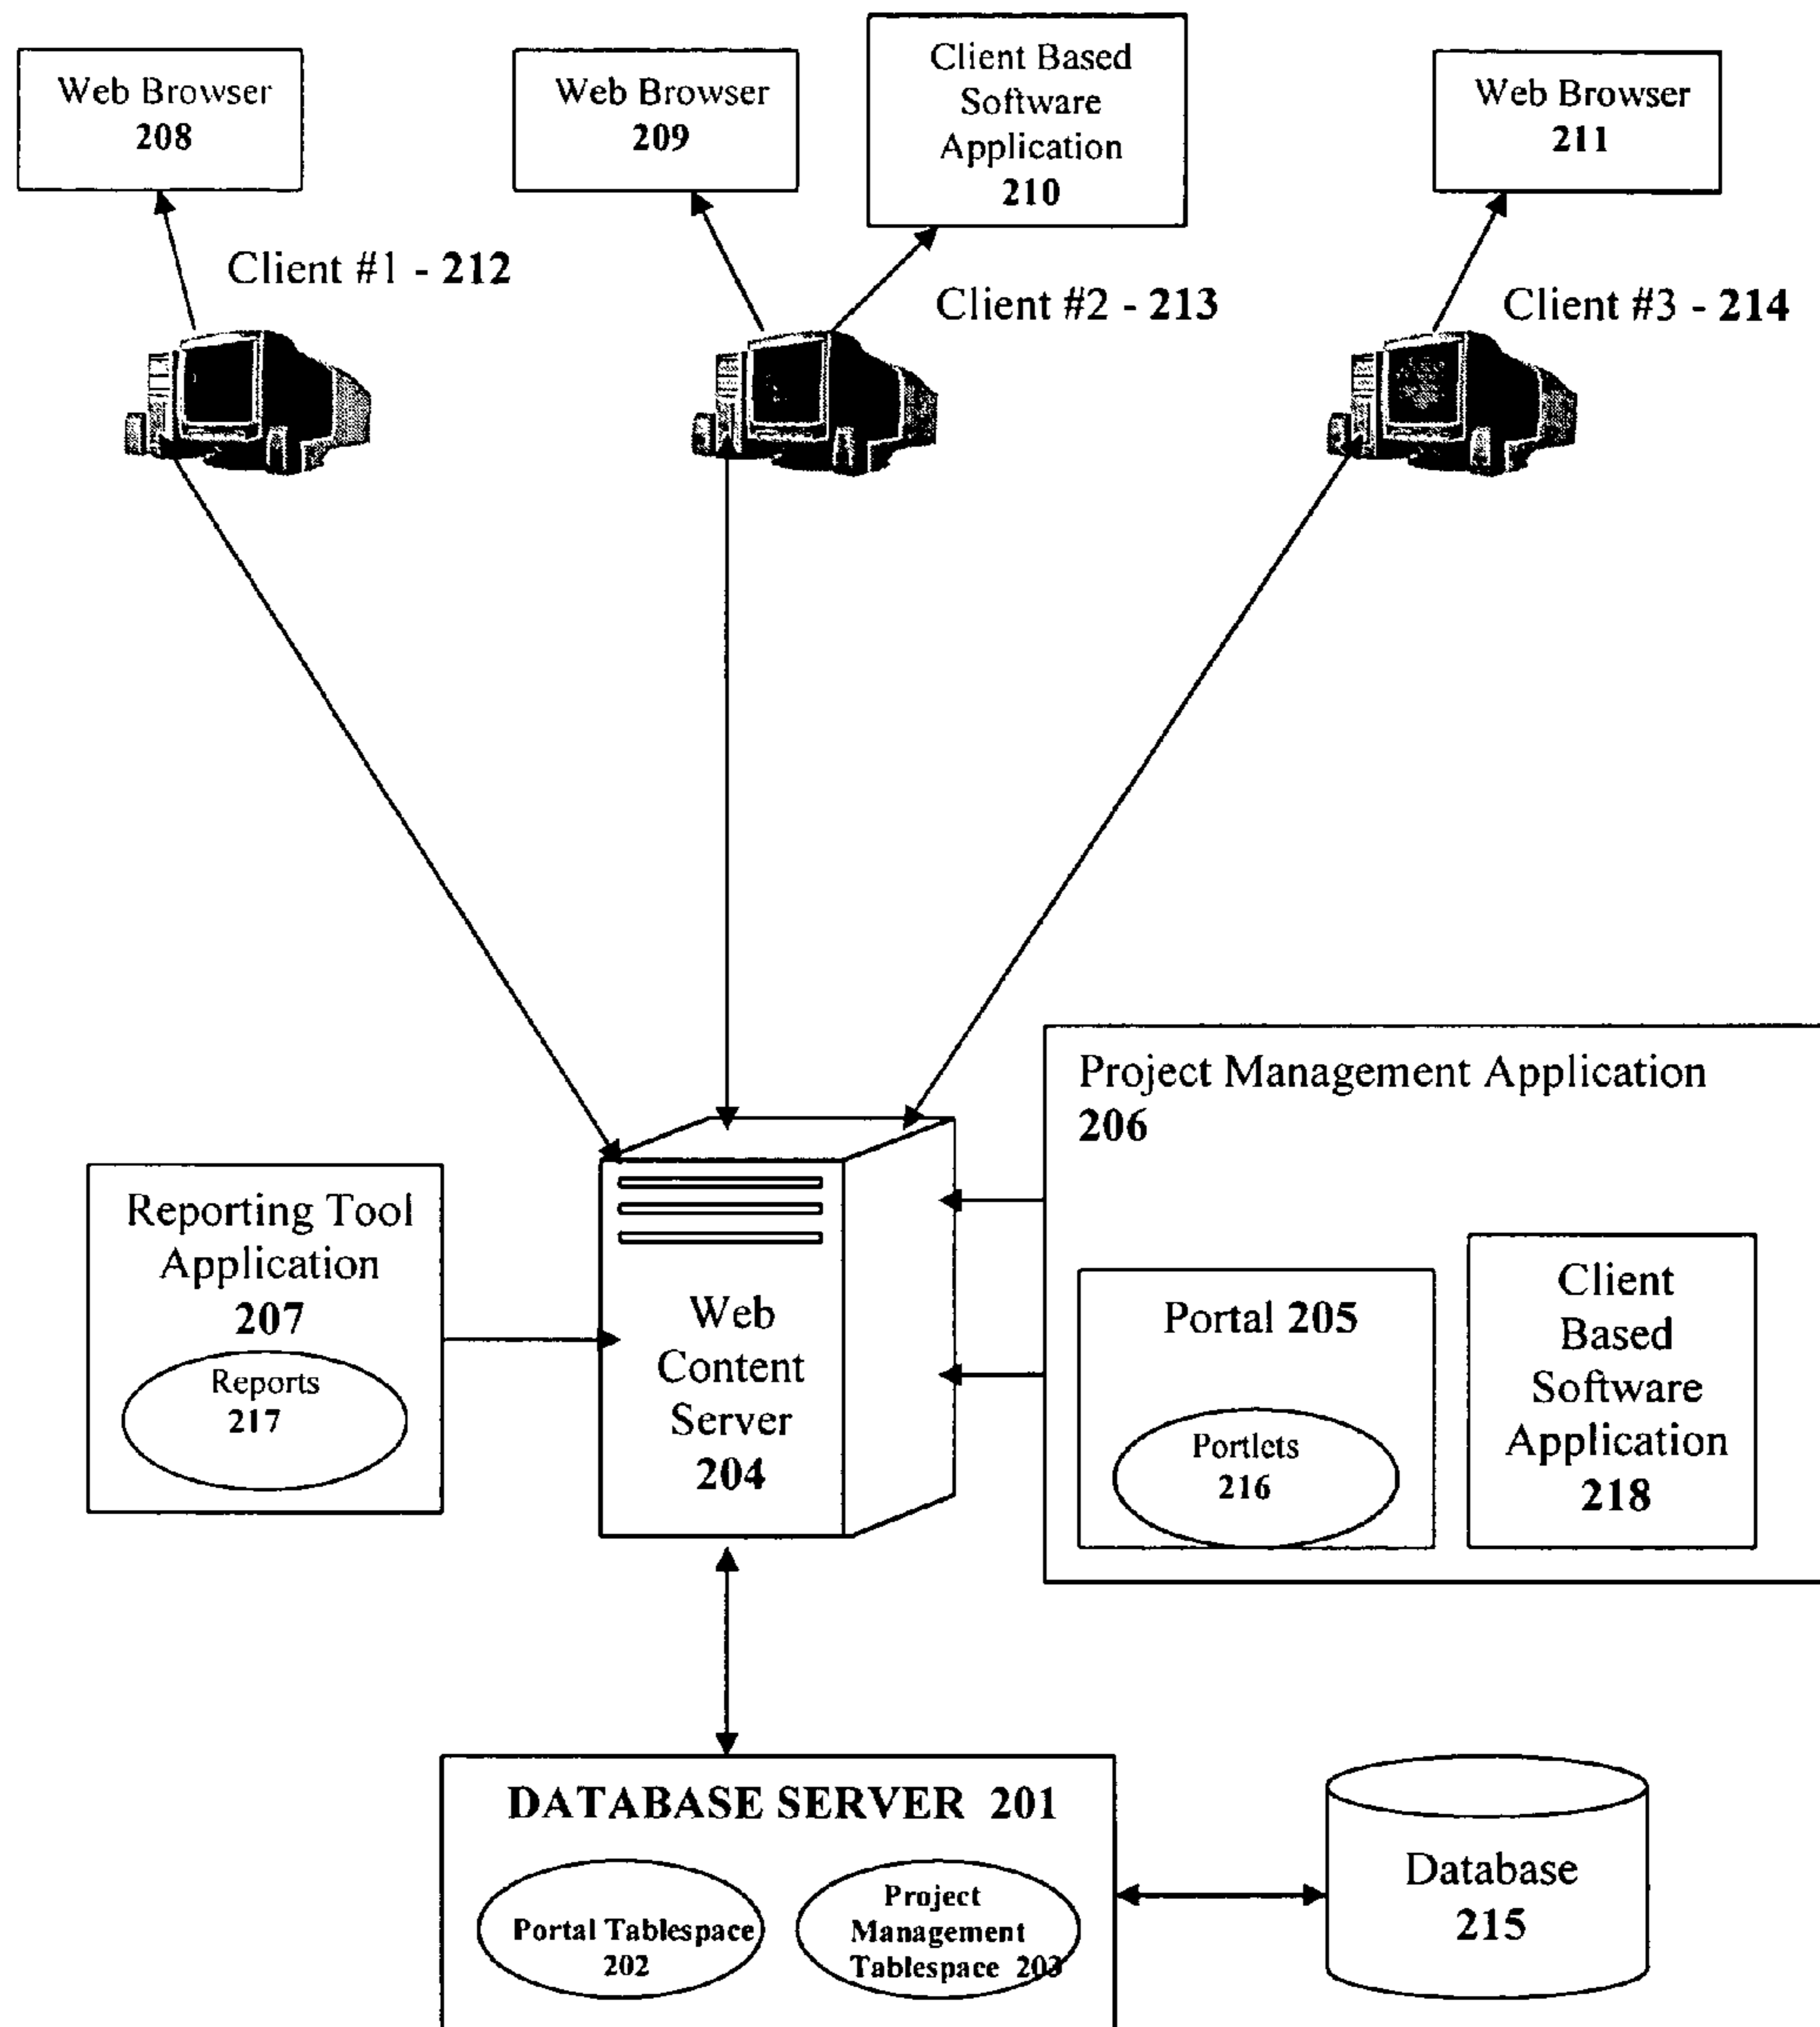 Web Browser
208
Web Browser
209
Client Based
Software
Application
210
Web Browser
211
Client #1 - 212
Client #2 - 213
Client #3 - 214
Project Management Application
206
Reporting Tool
Application
207
Reports
217
Web
Content
Server
204
Portal 205
Portlets
216
Client
Based
Software
Application
218
DATABASE SERVER 201
Portal Tablespace
202
Project
Management
Tablespace 203
Database
215